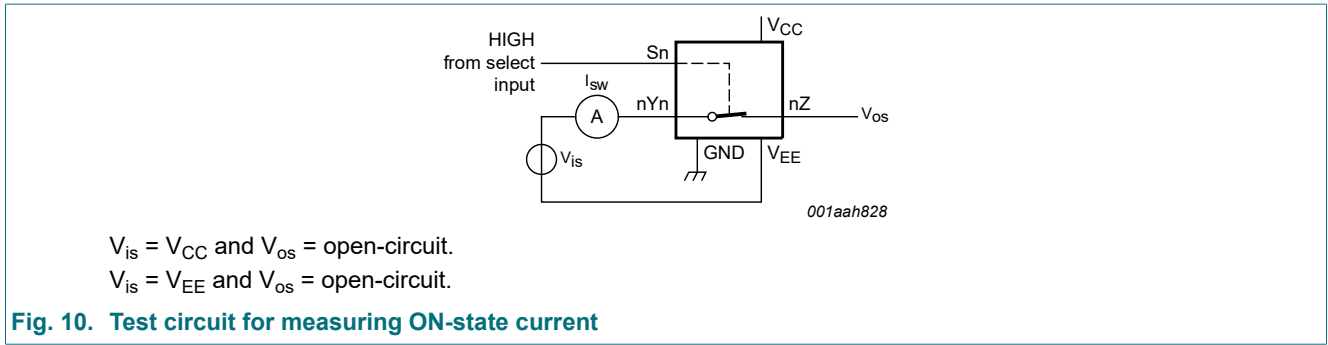 V_CC
HIGH
from select
input
Sn
I_sw
A
nYn
nZ
V_os
V_is
GND
V_EE
001aah828
V_is = V_CC and V_os = open-circuit.
V_is = V_EE and V_os = open-circuit.
Fig. 10. Test circuit for measuring ON-state current